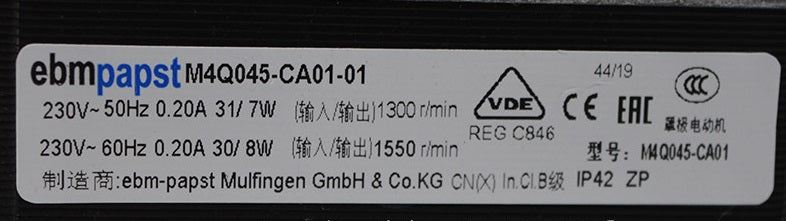 ebmpapst M4Q045-CA01-01
44/19
CCC
230V~ 50Hz 0.20A 31/ 7W (输入/输出)1300r/min
VDE
CE EAC
REG C846
罩极电动机
230V~ 60Hz 0.20A 30/ 8W (输入/输出)1550r/min
型号: M4Q045-CA01
制造商:ebm-papst Mulfingen GmbH & Co.KG CN(X) In.Cl.B级 IP42 ZP